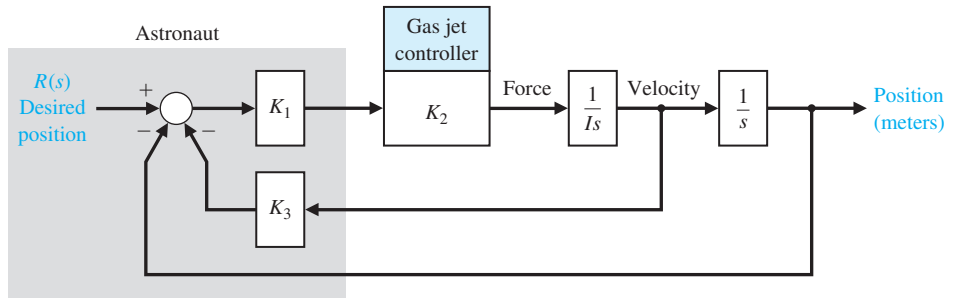 Astronaut
Gas jet
controller
R(s)
Desired
position
+
−
−
K₁
K₂
Force
1
Is
Velocity
1
s
Position
(meters)
K₃